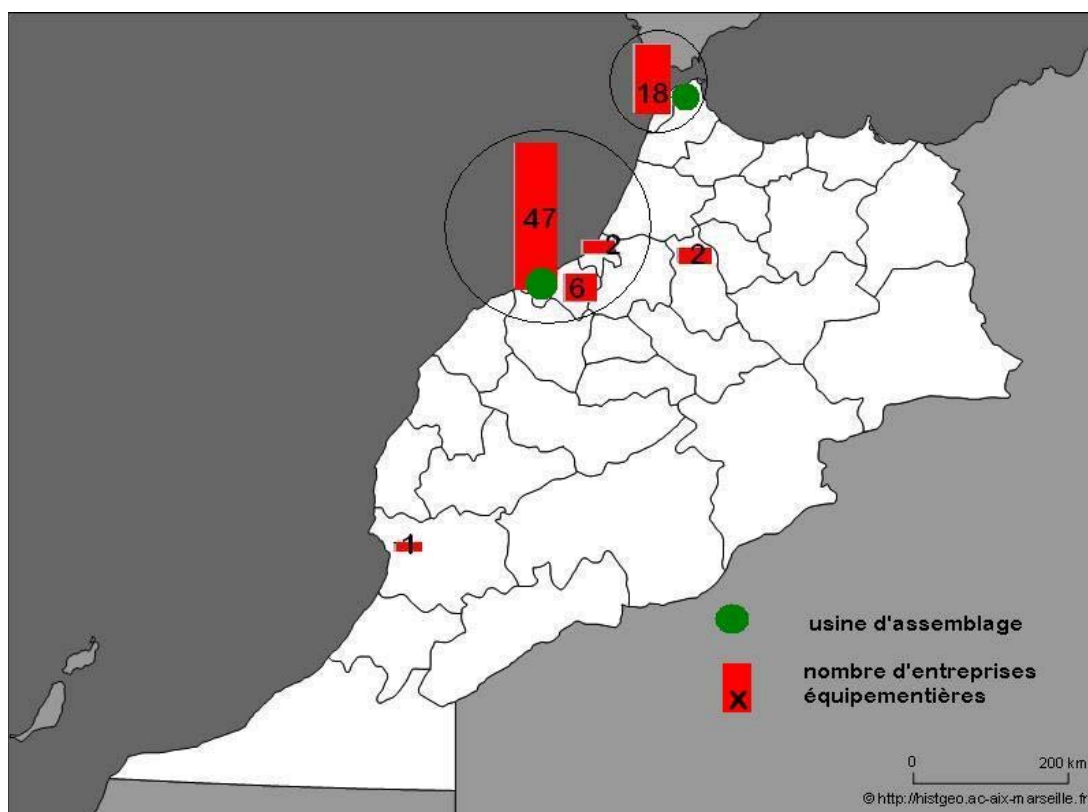 18
47
2
2
6
1
usine d'assemblage
nombre d'entreprises
équipementières
x
0 200 km
© http://histgeo.ac-aix-marseille.fr